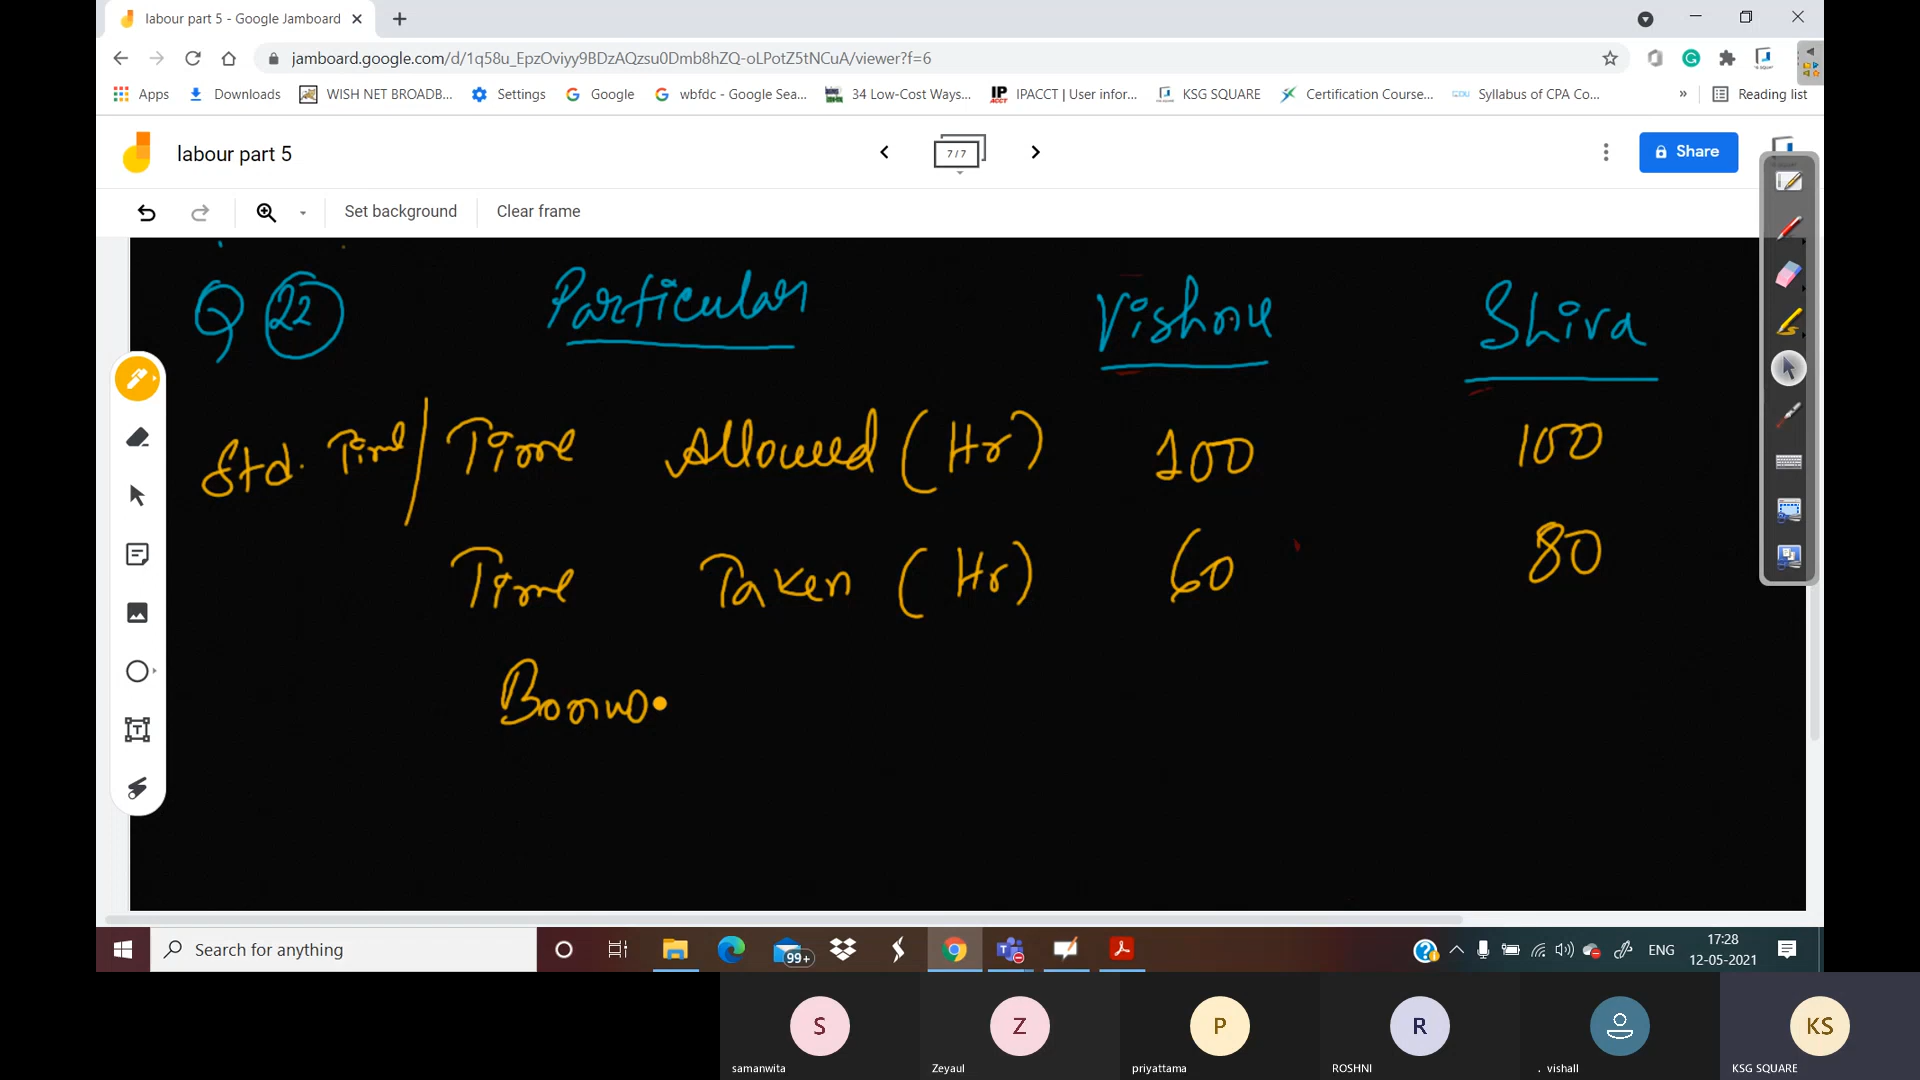 labour part 5 - Google Jamboard
jamboard.google.com/d/1q58u_EpzOviyy9BDzAQzsu0Dmb8hZQ-oLPotZ5tNCuA/viewer?f=6
Apps Downloads WISH NET BROADB... Settings Google wbfdc - Google Sea... 34 Low-Cost Ways... IPACCT | User infor... KSG SQUARE Certification Course... Syllabus of CPA Co... » Reading list
labour part 5 7/7 Share
Set background Clear frame
Q 22 Particular Vishnu Shiva
Std. Time/ Time Allowed (Hr) 100 100
Time Taken (Hr) 60 80
Bonus
Search for anything 99+ ENG 17:28
12-05-2021
S Z P R KS
samanwita Zeyaul priyattama ROSHNI . vishall KSG SQUARE